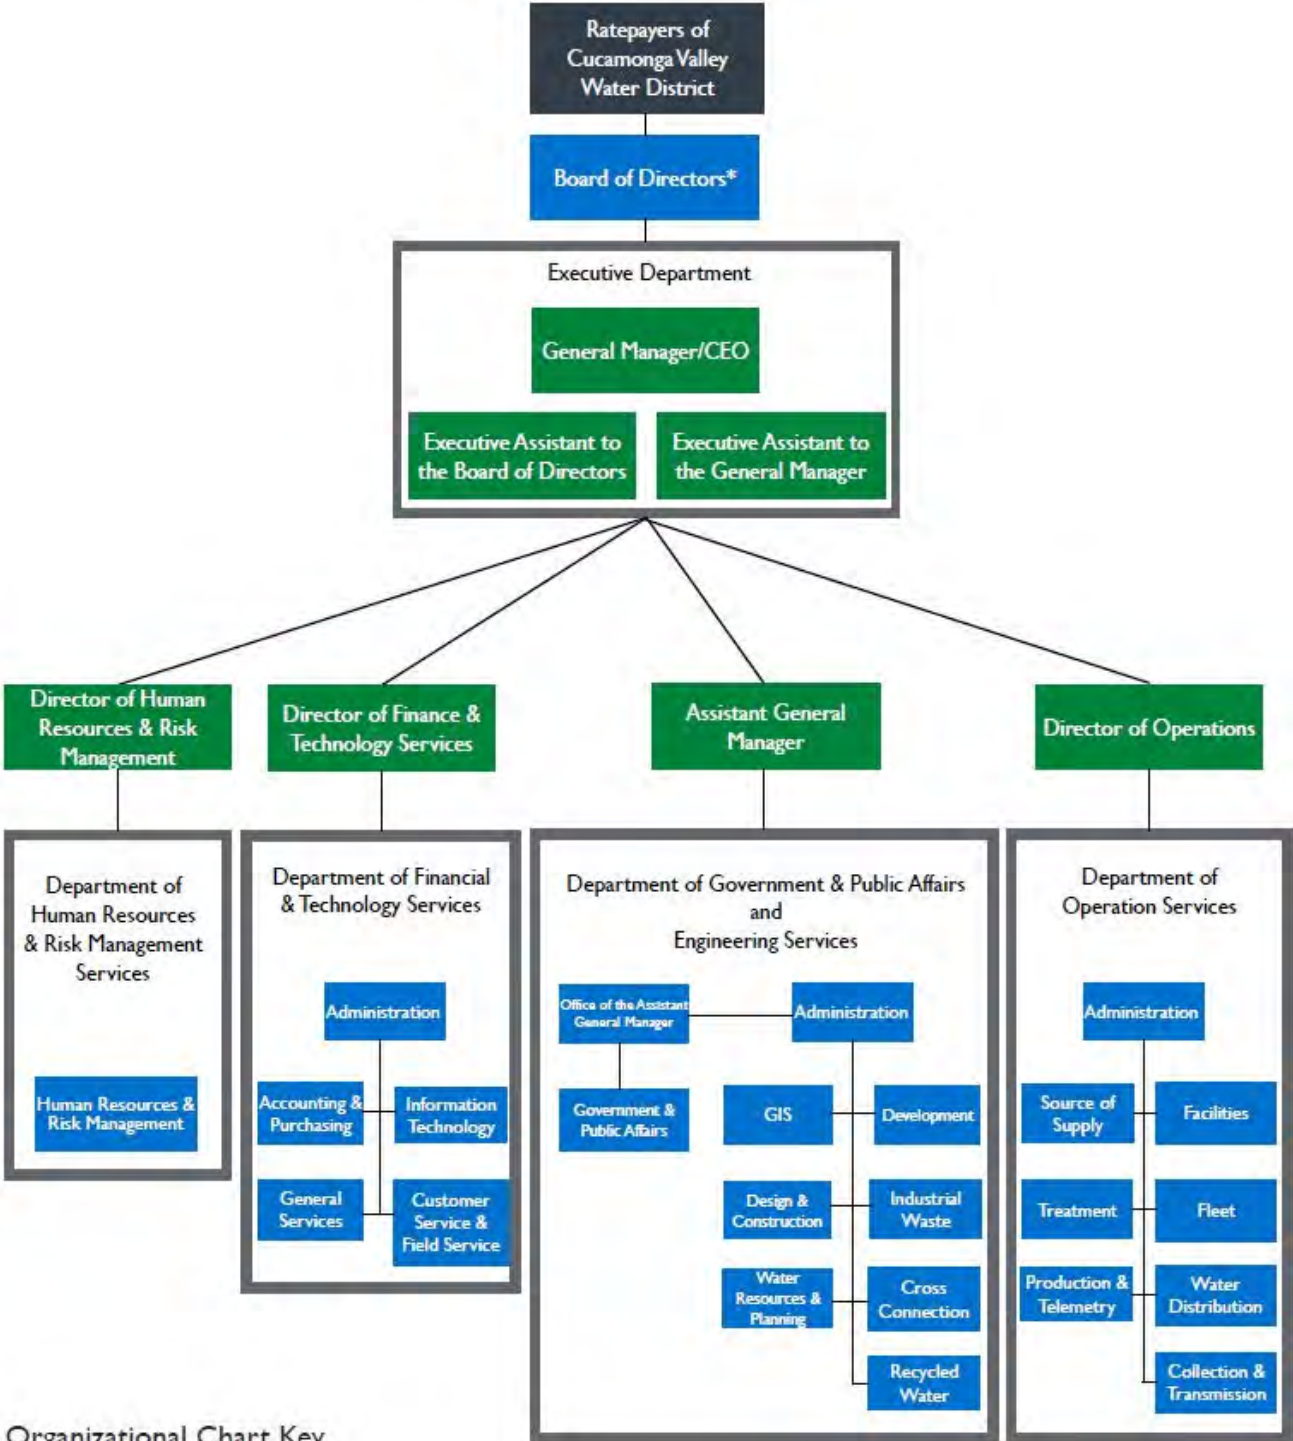 Ratepayers of
Cucamonga Valley
Water District
Board of Directors*
Executive Department
General Manager/CEO
Executive Assistant to
the Board of Directors
Executive Assistant to
the General Manager
Director of Human
Resources & Risk
Management
Director of Finance &
Technology Services
Assistant General
Manager
Director of Operations
Department of
Human Resources
& Risk Management
Services
Human Resources &
Risk Management
Department of Financial
& Technology Services
Administration
Accounting &
Purchasing
Information
Technology
General
Services
Customer
Service &
Field Service
Department of Government & Public Affairs
and
Engineering Services
Office of the Assistant
General Manager
Administration
Government &
Public Affairs
GIS
Development
Design &
Construction
Industrial
Waste
Water
Resources &
Planning
Cross
Connection
Recycled
Water
Department of
Operation Services
Administration
Source of
Supply
Facilities
Treatment
Fleet
Production &
Telemetry
Water
Distribution
Collection &
Transmission
Organizational Chart Key